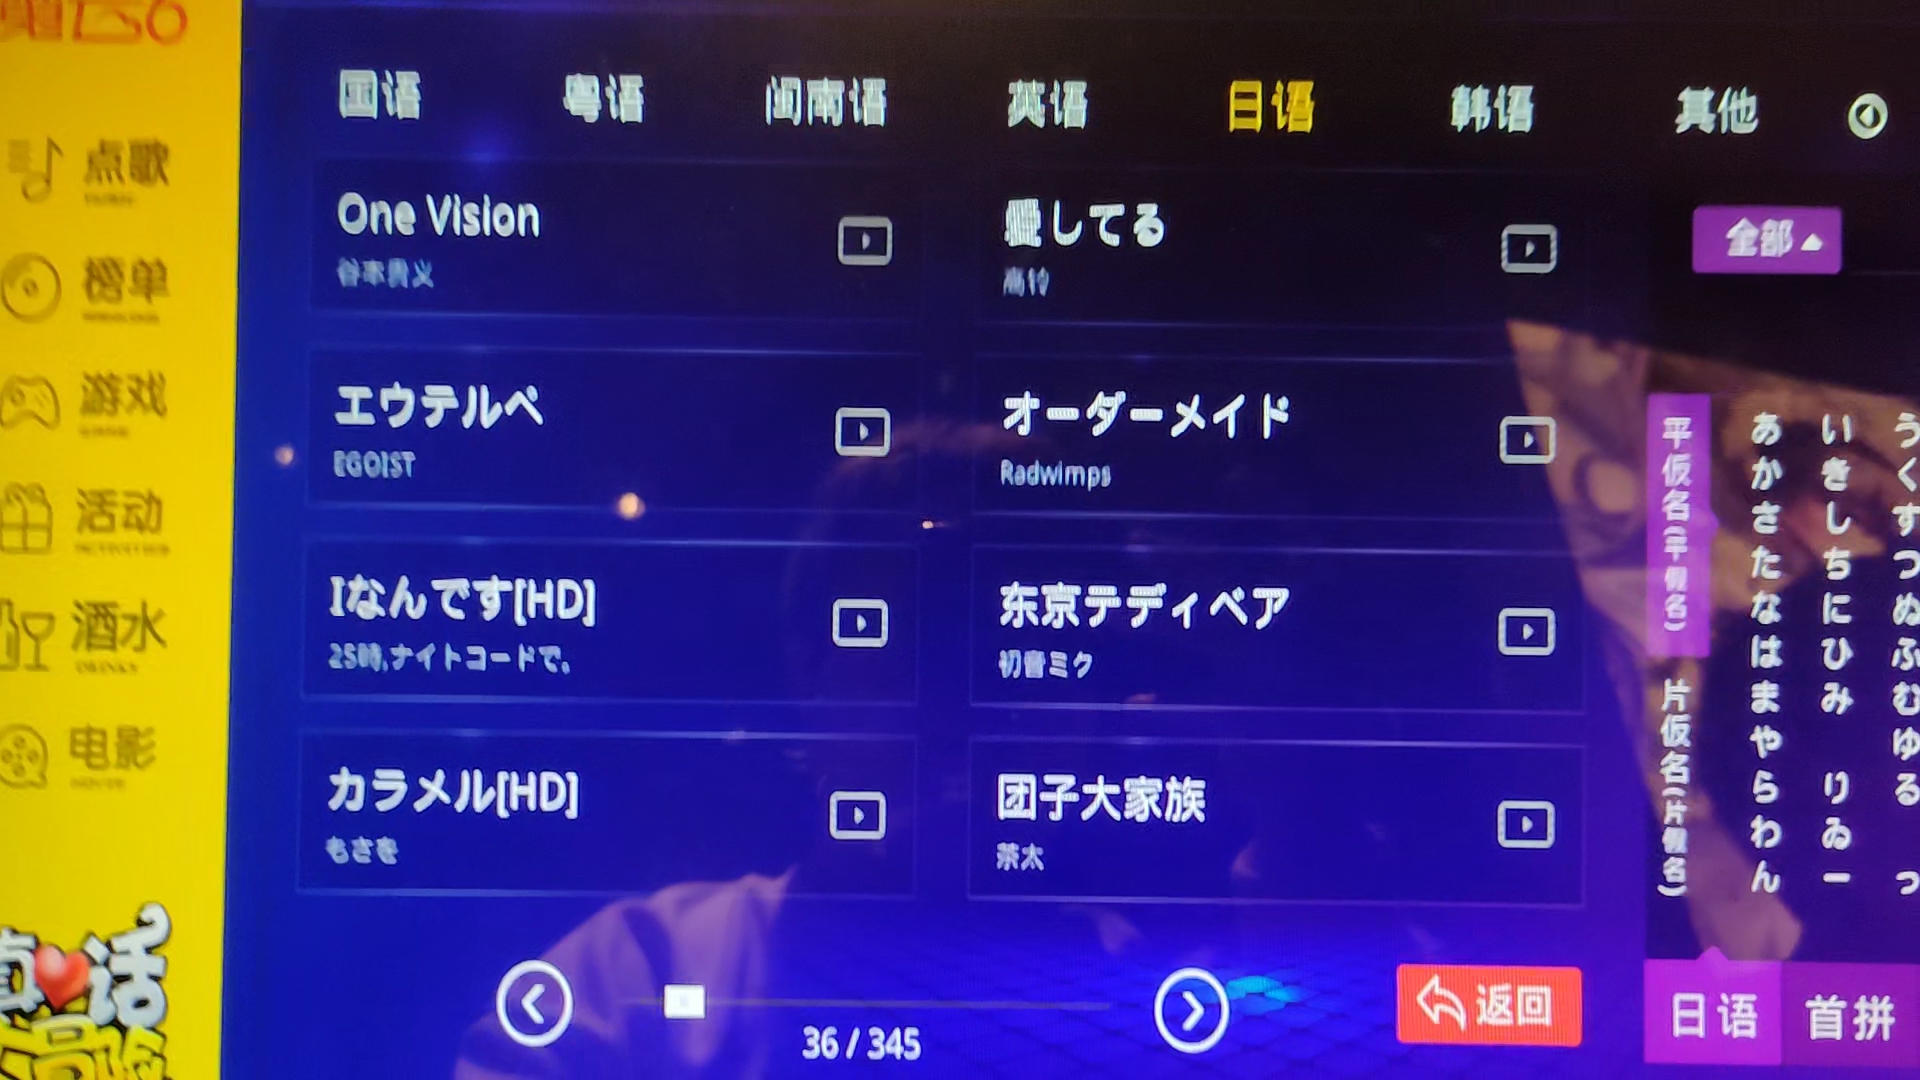 国语 粤语 闽南语 英语 日语 韩语 其他
点歌
榜单
游戏
活动
酒水
电影
真 话
大冒险
One Vision
谷本貴义
愛してる
高铃
エウテルペ
EGOIST
オーダーメイド
Radwimps
Iなんです[HD]
25時,ナイトコードで。
东京テディベア
初音ミク
カラメル[HD]
もさを
团子大家族
茶太
36 / 345
返回
全部
平仮名(平假名)
片仮名(片假名)
あ い う
か き く
さ し す
た ち つ
な に ぬ
は ひ ふ
ま み む
や ゆ
ら り る
わ ゐ
ん ー っ
日语 首拼